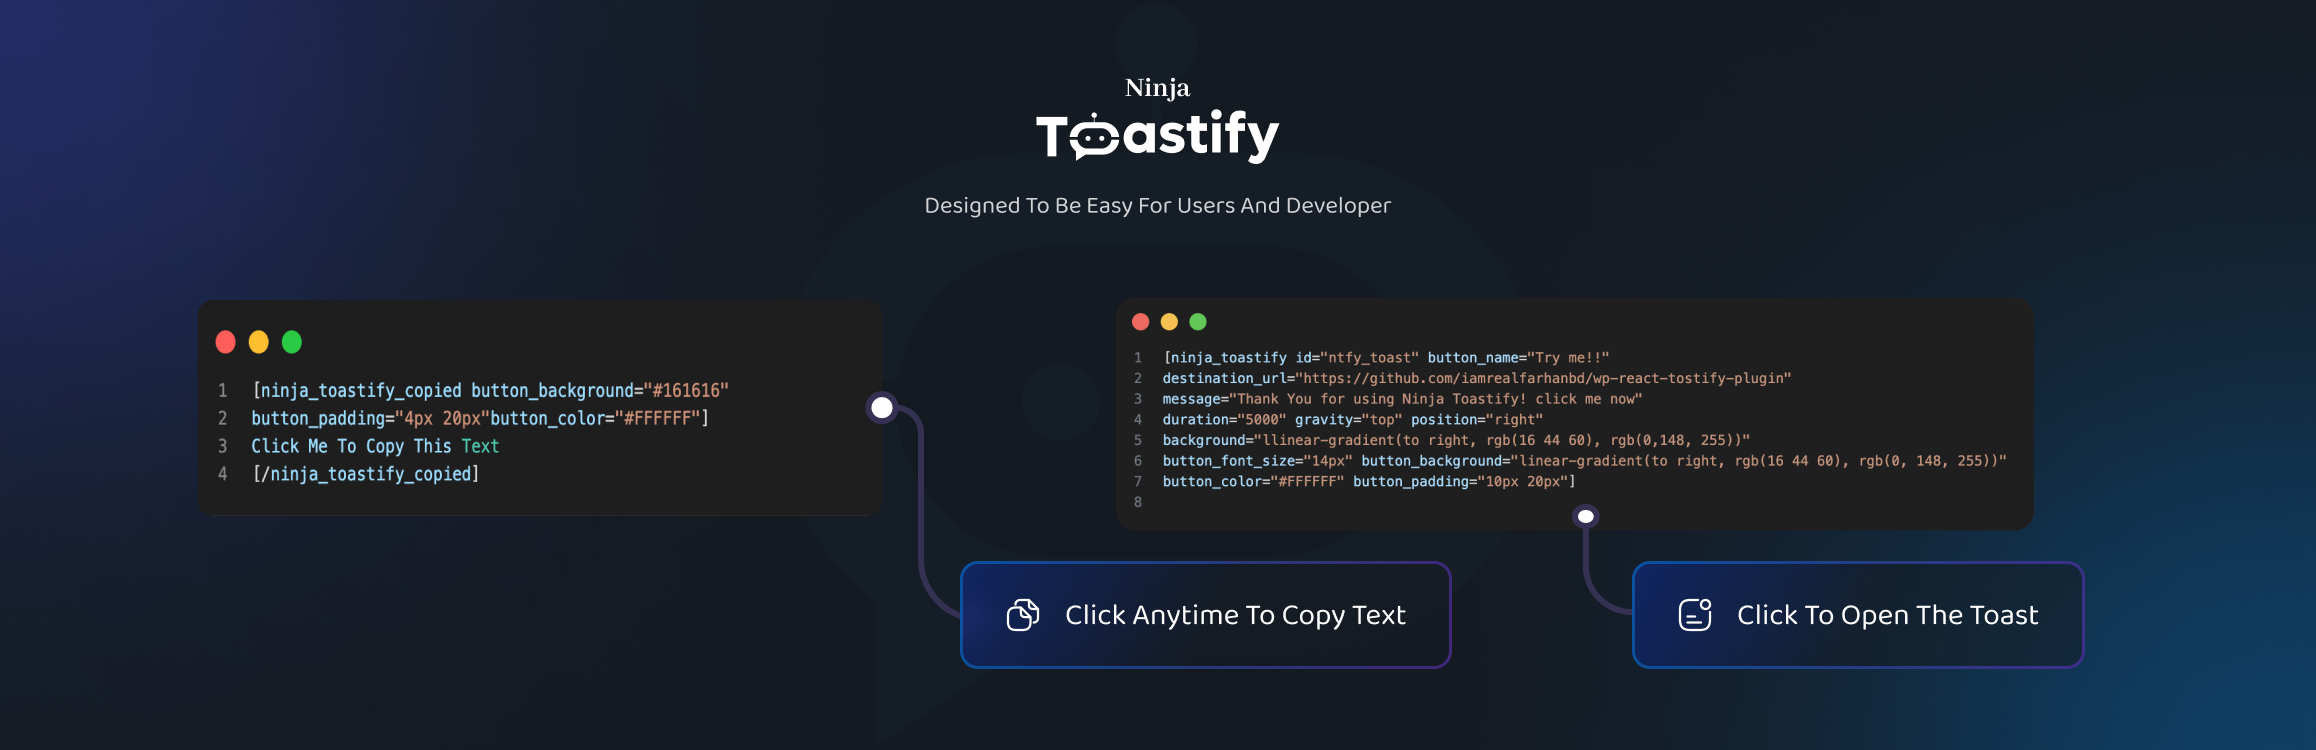 Ninja
Toastify
Designed To Be Easy For Users And Developer
1 [ninja_toastify_copied button_background="#161616"
2 button_padding="4px 20px"button_color="#FFFFFF"]
3 Click Me To Copy This Text
4 [/ninja_toastify_copied]
1 [ninja_toastify id="ntfy_toast" button_name="Try me!!"
2 destination_url="https://github.com/iamrealfarhanbd/wp-react-tostify-plugin"
3 message="Thank You for using Ninja Toastify! click me now"
4 duration="5000" gravity="top" position="right"
5 background="llinear-gradient(to right, rgb(16 44 60), rgb(0,148, 255))"
6 button_font_size="14px" button_background="linear-gradient(to right, rgb(16 44 60), rgb(0, 148, 255))"
7 button_color="#FFFFFF" button_padding="10px 20px"]
8
Click Anytime To Copy Text
Click To Open The Toast